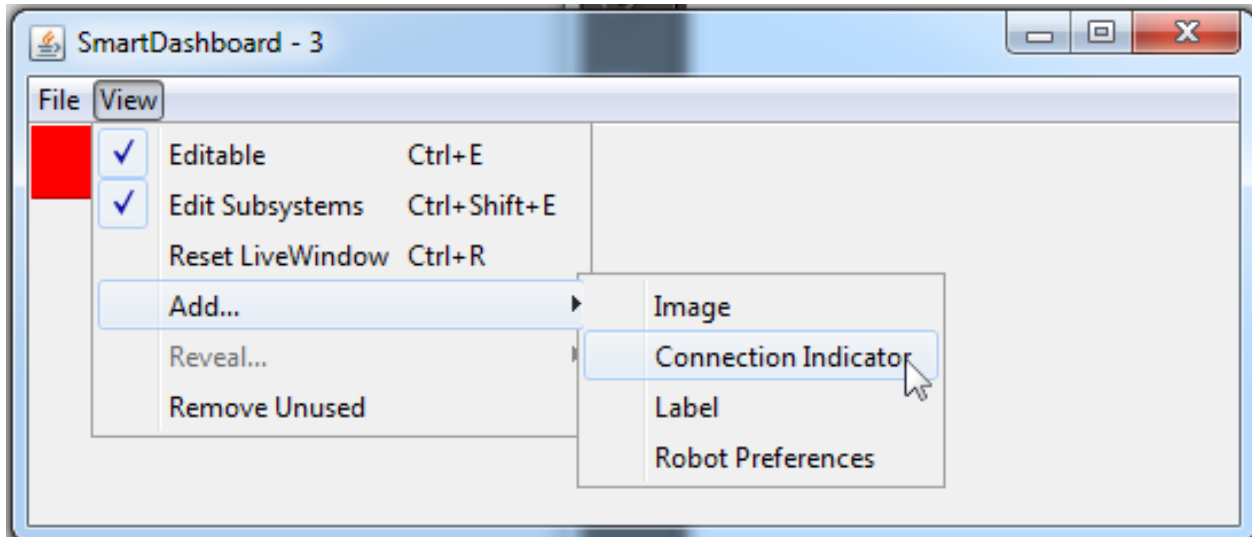 SmartDashboard - 3
File View
Editable Ctrl+E
Edit Subsystems Ctrl+Shift+E
Reset LiveWindow Ctrl+R
Add...
Image
Reveal...
Connection Indicator
Remove Unused
Label
Robot Preferences